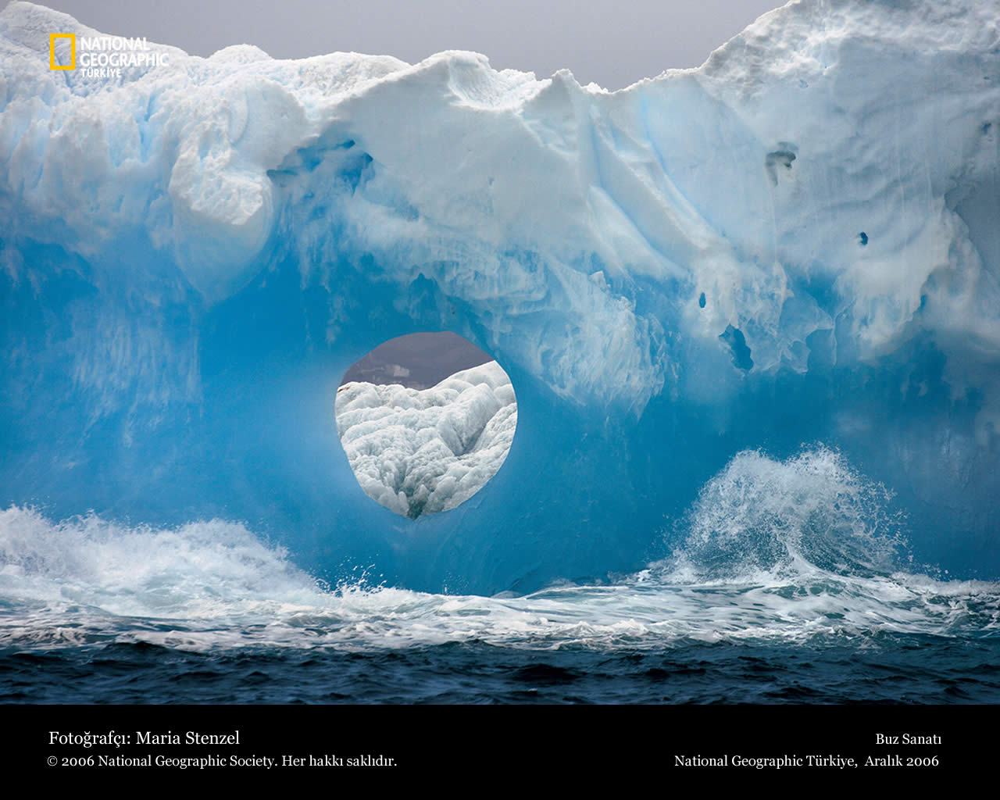 NATIONAL
GEOGRAPHIC
TÜRKİYE
Fotoğrafçı: Maria Stenzel
© 2006 National Geographic Society. Her hakkı saklıdır.
Buz Sanatı
National Geographic Türkiye, Aralık 2006